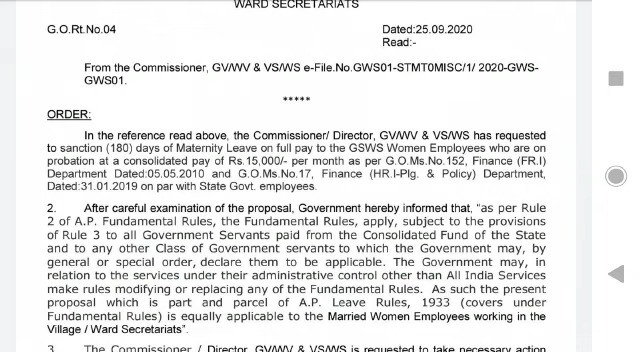 WARD SECRETARIATS
G.O.Rt.No.04 Dated:25.09.2020
Read:-
From the Commissioner, GV/WV & VS/WS e-File.No.GWS01-STMT0MISC/1/ 2020-GWS-
GWS01.
*****
ORDER:
In the reference read above, the Commissioner/ Director, GV/WV & VS/WS has requested
to sanction (180) days of Maternity Leave on full pay to the GSWS Women Employees who are on
probation at a consolidated pay of Rs.15,000/- per month as per G.O.Ms.No.152, Finance (FR.I)
Department Dated:05.05.2010 and G.O.Ms.No.17, Finance (HR.I-Plg. & Policy) Department,
Dated:31.01.2019 on par with State Govt. employees.
2. After careful examination of the proposal, Government hereby informed that, "as per Rule
2 of A.P. Fundamental Rules, the Fundamental Rules, apply, subject to the provisions
of Rule 3 to all Government Servants paid from the Consolidated Fund of the State
and to any other Class of Government servants to which the Government may, by
general or special order, declare them to be applicable. The Government may, in
relation to the services under their administrative control other than All India Services
make rules modifying or replacing any of the Fundamental Rules. As such the present
proposal which is part and parcel of A.P. Leave Rules, 1933 (covers under
Fundamental Rules) is equally applicable to the Married Women Employees working in the
Village / Ward Secretariats".
3. The Commissioner / Director, GV/WV & VS/WS is requested to take necessary action